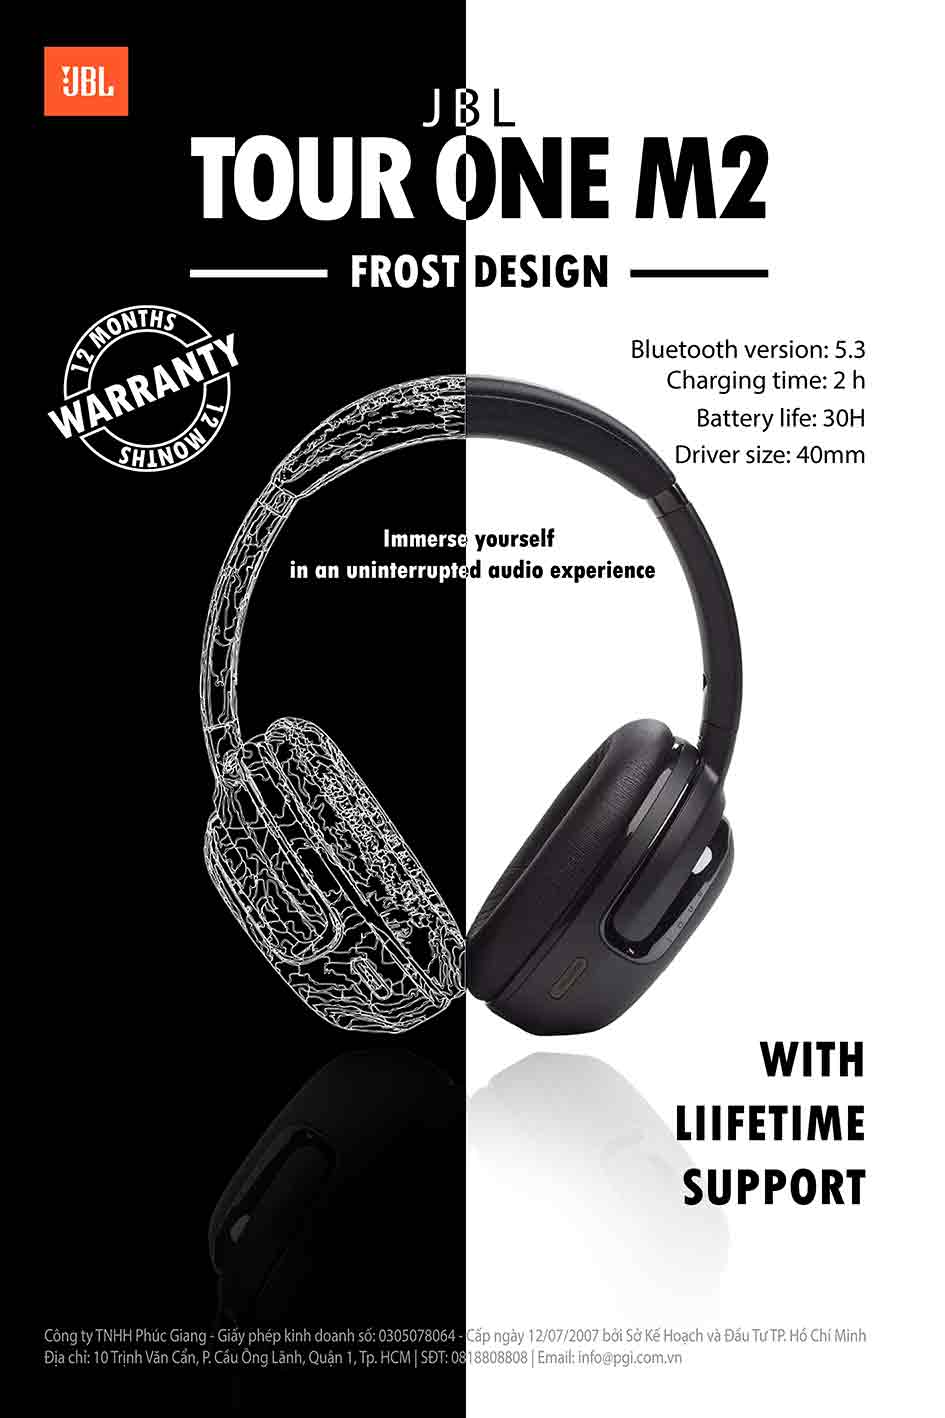 JBL
JBL
TOUR ONE M2
FROST DESIGN
12 MONTHS
WARRANTY
12 MONTHS
Bluetooth version: 5.3
Charging time: 2 h
Battery life: 30H
Driver size: 40mm
Immerse yourself
in an uninterrupted audio experience
WITH
LIIFETIME
SUPPORT
Công ty TNHH Phúc Giang - Giấy phép kinh doanh số: 0305078064 - Cấp ngày 12/07/2007 bởi Sở Kế Hoạch và Đầu Tư TP. Hồ Chí Minh
Địa chỉ: 10 Trịnh Văn Cấn, P. Cầu Ông Lãnh, Quận 1, Tp. HCM | SĐT: 0818808808 | Email: info@pgi.com.vn